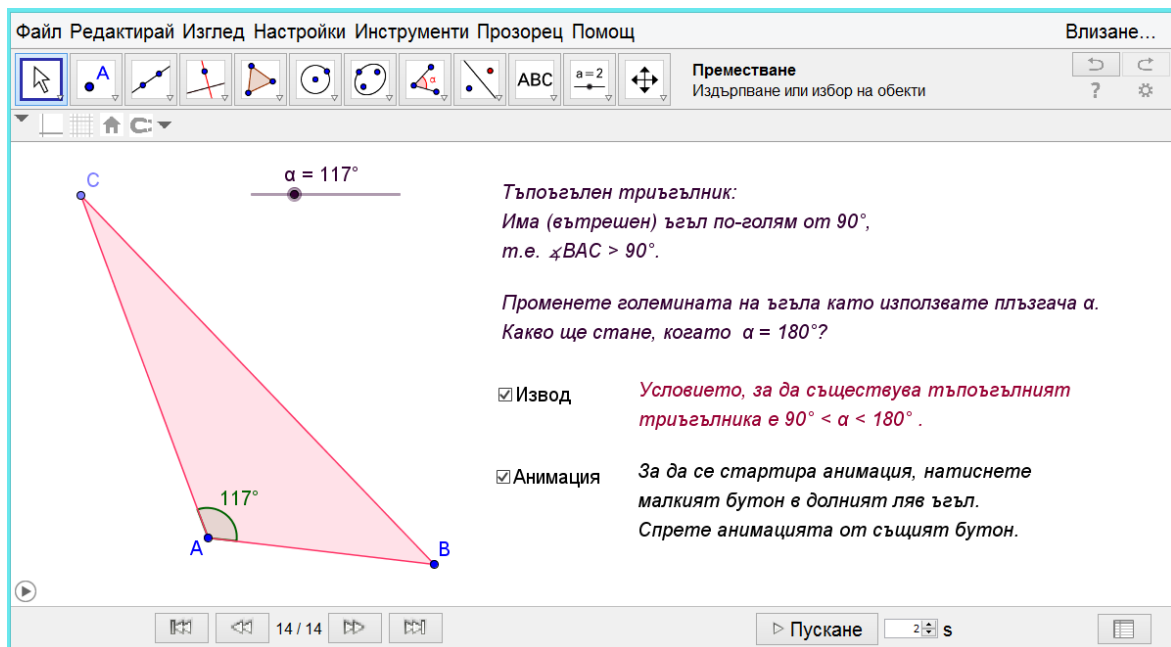 Файл Редактирай Изглед Настройки Инструменти Прозорец Помощ Влизане...
A α ABC a=2 Преместване
Издърпване или избор на обекти ?
C α = 117°
Тъпоъгълен триъгълник:
Има (вътрешен) ъгъл по-голям от 90°,
т.е. ∡BAC > 90°.
Променете големината на ъгъла като използвате плъзгача α.
Какво ще стане, когато α = 180°?
Извод Условието, за да съществува тъпоъгълният
триъгълника е 90° < α < 180° .
Анимация За да се стартира анимация, натиснете
малкият бутон в долният ляв ъгъл.
Спрете анимацията от същият бутон.
117°
A B
14 / 14 Пускане 2 s